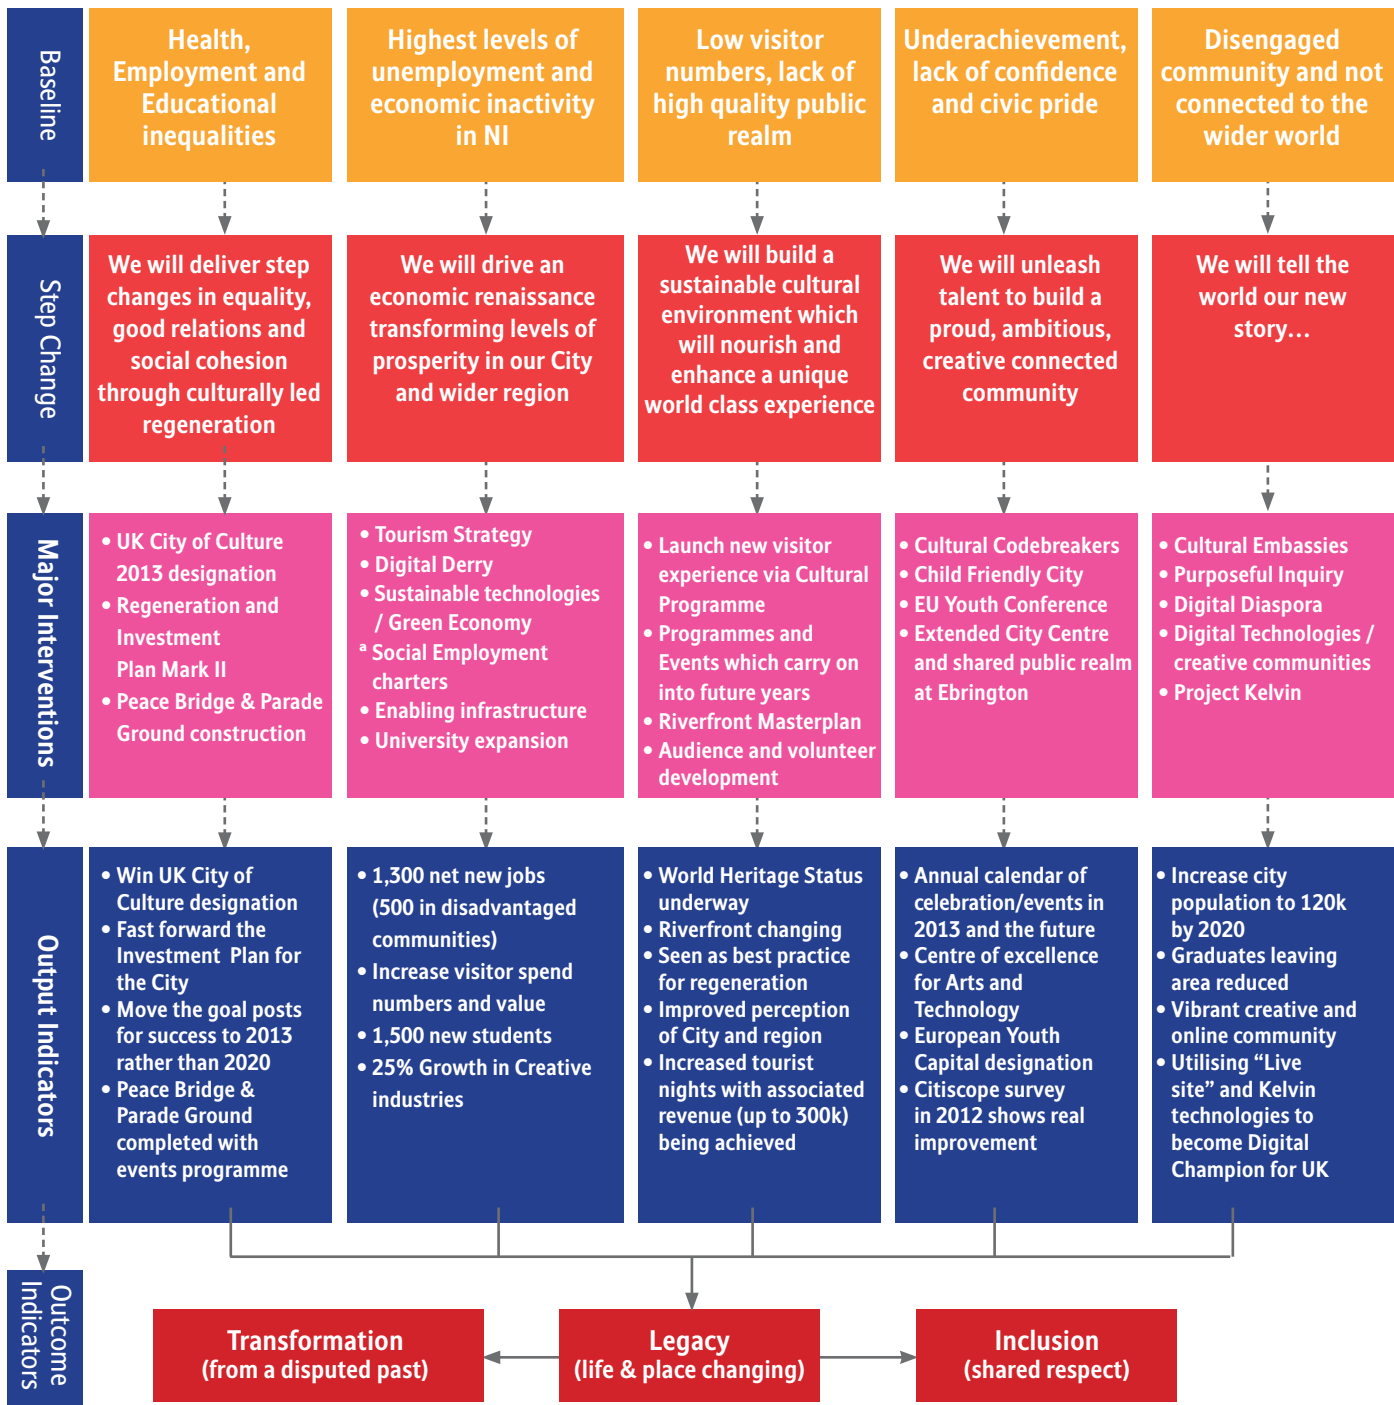 Baseline
Health,
Employment and
Educational
inequalities
Highest levels of
unemployment and
economic inactivity
in NI
Low visitor
numbers, lack of
high quality public
realm
Underachievement,
lack of confidence
and civic pride
Disengaged
community and not
connected to the
wider world
Step Change
We will deliver step
changes in equality,
good relations and
social cohesion
through culturally led
regeneration
We will drive an
economic renaissance
transforming levels of
prosperity in our City
and wider region
We will build a
sustainable cultural
environment which
will nourish and
enhance a unique
world class experience
We will unleash
talent to build a
proud, ambitious,
creative connected
community
We will tell the
world our new
story…
Major Interventions
• UK City of Culture
2013 designation
• Regeneration and
Investment
Plan Mark II
• Peace Bridge & Parade
Ground construction
• Tourism Strategy
• Digital Derry
• Sustainable technologies
/ Green Economy
ª Social Employment
charters
• Enabling infrastructure
• University expansion
• Launch new visitor
experience via Cultural
Programme
• Programmes and
Events which carry on
into future years
• Riverfront Masterplan
• Audience and volunteer
development
• Cultural Codebreakers
• Child Friendly City
• EU Youth Conference
• Extended City Centre
and shared public realm
at Ebrington
• Cultural Embassies
• Purposeful Inquiry
• Digital Diaspora
• Digital Technologies /
creative communities
• Project Kelvin
Output Indicators
• Win UK City of
Culture designation
• Fast forward the
Investment Plan for
the City
• Move the goal posts
for success to 2013
rather than 2020
• Peace Bridge &
Parade Ground
completed with
events programme
• 1,300 net new jobs
(500 in disadvantaged
communities)
• Increase visitor spend
numbers and value
• 1,500 new students
• 25% Growth in Creative
industries
• World Heritage Status
underway
• Riverfront changing
• Seen as best practice
for regeneration
• Improved perception
of City and region
• Increased tourist
nights with associated
revenue (up to 300k)
being achieved
• Annual calendar of
celebration/events in
2013 and the future
• Centre of excellence
for Arts and
Technology
• European Youth
Capital designation
• Citiscope survey
in 2012 shows real
improvement
• Increase city
population to 120k
by 2020
• Graduates leaving
area reduced
• Vibrant creative and
online community
• Utilising “Live
site” and Kelvin
technologies to
become Digital
Champion for UK
Outcome
Indicators
Transformation
(from a disputed past)
Legacy
(life & place changing)
Inclusion
(shared respect)